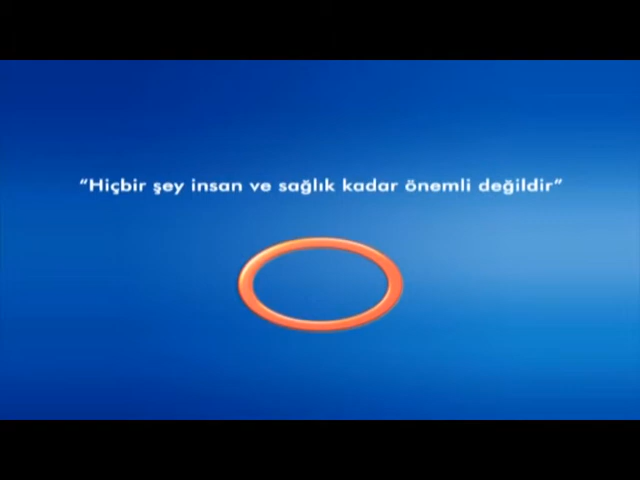 “Hiçbir şey insan ve sağlık kadar önemli değildir”